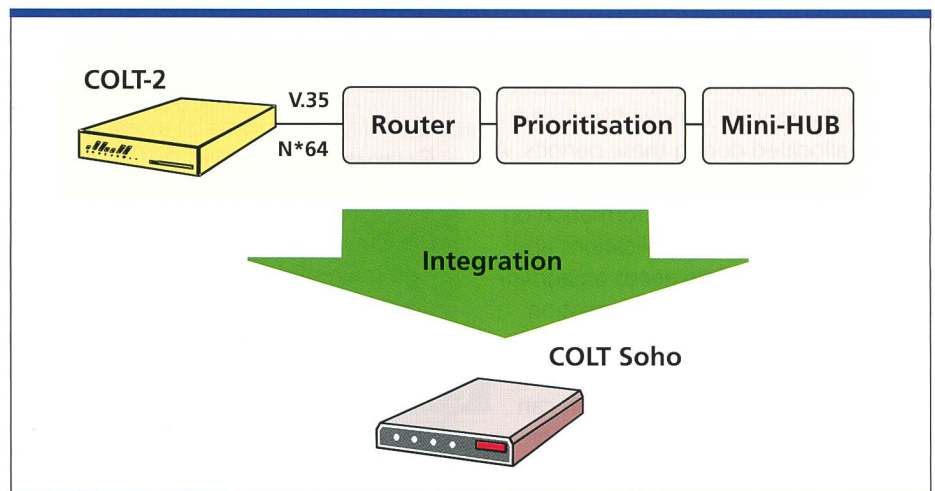 COLT-2
V.35
N*64
Router
Prioritisation
Mini-HUB
Integration
COLT Soho